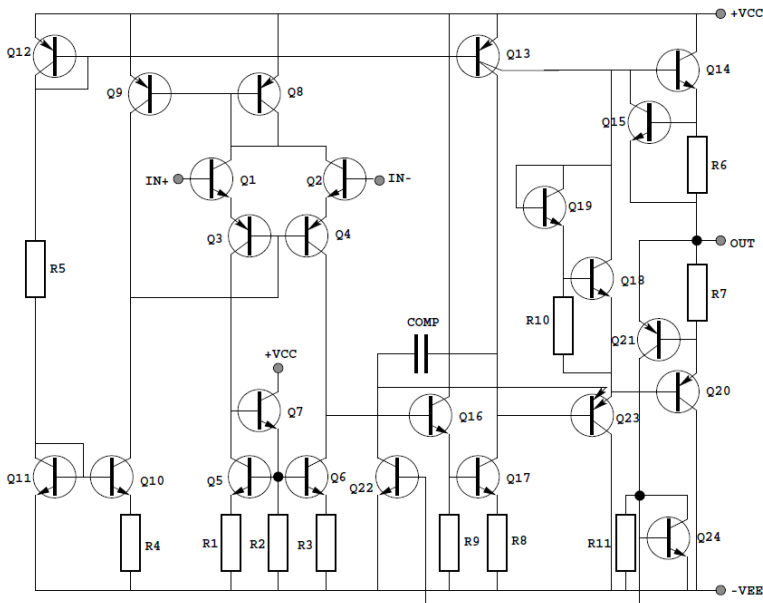 +VCC
Q12
Q13
Q14
Q9
Q8
Q15
R6
IN+
Q1
Q2
IN-
Q19
Q3
Q4
OUT
R5
Q18
R7
R10
COMP
Q21
+VCC
Q7
Q16
Q23
Q20
Q11
Q10
Q5
Q6
Q22
Q17
R4
R1
R2
R3
R9
R8
R11
Q24
-VEE